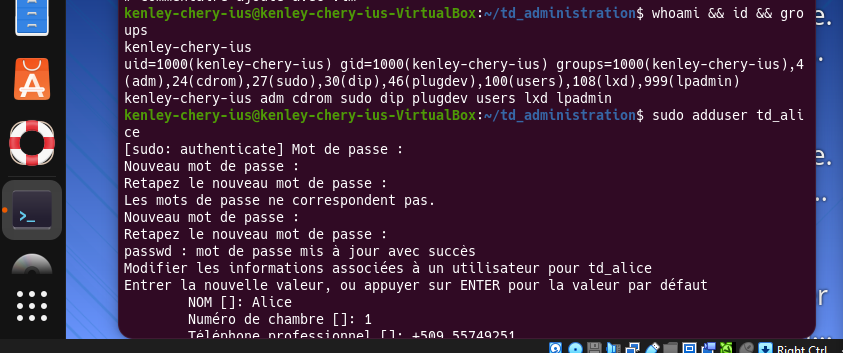 kenley-chery-ius@kenley-chery-ius-VirtualBox:~/td_administration$ whoami && id && gro
ups
kenley-chery-ius
uid=1000(kenley-chery-ius) gid=1000(kenley-chery-ius) groups=1000(kenley-chery-ius),4
(adm),24(cdrom),27(sudo),30(dip),46(plugdev),100(users),108(lxd),999(lpadmin)
kenley-chery-ius adm cdrom sudo dip plugdev users lxd lpadmin
kenley-chery-ius@kenley-chery-ius-VirtualBox:~/td_administration$ sudo adduser td_ali
ce
[sudo: authenticate] Mot de passe :
Nouveau mot de passe :
Retapez le nouveau mot de passe :
Les mots de passe ne correspondent pas.
Nouveau mot de passe :
Retapez le nouveau mot de passe :
passwd : mot de passe mis à jour avec succès
Modifier les informations associées à un utilisateur pour td_alice
Entrer la nouvelle valeur, ou appuyer sur ENTER pour la valeur par défaut
NOM []: Alice
Numéro de chambre []: 1
Téléphone professionnel []: +509 55749251
Right Ctrl